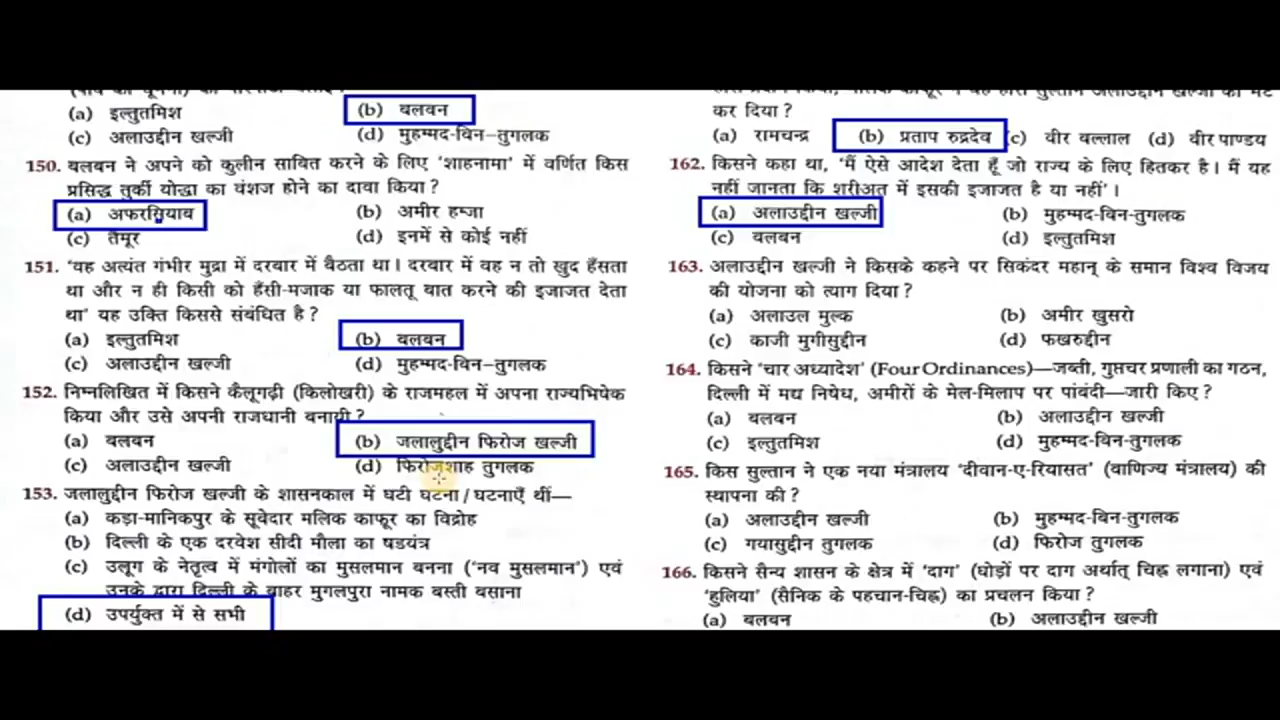 (a) इल्तुतमिश (b) बलबन
(c) अलाउद्दीन खल्जी (d) मुहम्मद-बिन-तुगलक
150. बलबन ने अपने को कुलीन साबित करने के लिए 'शाहनामा' में वर्णित किस
प्रसिद्ध तुर्की योद्धा का वंशज होने का दावा किया ?
(a) अफरासियाब (b) अमीर हम्जा
(c) तैमूर (d) इनमें से कोई नहीं
151. 'वह अत्यंत गंभीर मुद्रा में दरबार में बैठता था। दरबार में वह न तो खुद हँसता
था और न ही किसी को हँसी-मजाक या फालतू बात करने की इजाजत देता
था' यह उक्ति किससे संबंधित है ?
(a) इल्तुतमिश (b) बलबन
(c) अलाउद्दीन खल्जी (d) मुहम्मद-बिन-तुगलक
152. निम्नलिखित में किसने कैलूगढ़ी (किलोखरी) के राजमहल में अपना राज्यभिषेक
किया और उसे अपनी राजधानी बनायी ?
(a) बलबन (b) जलालुद्दीन फिरोज खल्जी
(c) अलाउद्दीन खल्जी (d) फिरोजशाह तुगलक
153. जलालुद्दीन फिरोज खल्जी के शासनकाल में घटी घटना/घटनाएँ थीं—
(a) कड़ा-मानिकपुर के सूबेदार मलिक काफूर का विद्रोह
(b) दिल्ली के एक दरवेश सीदी मौला का षडयंत्र
(c) उलूग के नेतृत्व में मंगोलों का मुसलमान बनना ('नव मुसलमान') एवं
उनके द्वारा दिल्ली के बाहर मुगलपुरा नामक बस्ती बसाना
(d) उपर्युक्त में से सभी
कर दिया ?
(a) रामचन्द्र (b) प्रताप रुद्रदेव (c) वीर बल्लाल (d) वीर पाण्डय
162. किसने कहा था, 'मैं ऐसे आदेश देता हूँ जो राज्य के लिए हितकर है। मैं यह
नहीं जानता कि शरीअत में इसकी इजाजत है या नहीं'।
(a) अलाउद्दीन खल्जी (b) मुहम्मद-बिन-तुगलक
(c) बलबन (d) इल्तुतमिश
163. अलाउद्दीन खल्जी ने किसके कहने पर सिकंदर महान् के समान विश्व विजय
की योजना को त्याग दिया ?
(a) अलाउल मुल्क (b) अमीर खुसरो
(c) काजी मुगीसुद्दीन (d) फखरुद्दीन
164. किसने 'चार अध्यादेश' (Four Ordinances)—जब्ती, गुप्तचर प्रणाली का गठन,
दिल्ली में मद्य निषेध, अमीरों के मेल-मिलाप पर पांबंदी—जारी किए ?
(a) बलबन (b) अलाउद्दीन खल्जी
(c) इल्तुतमिश (d) मुहम्मद-बिन-तुगलक
165. किस सुल्तान ने एक नया मंत्रालय 'दीवान-ए-रियासत' (वाणिज्य मंत्रालय) की
स्थापना की ?
(a) अलाउद्दीन खल्जी (b) मुहम्मद-बिन-तुगलक
(c) गयासुद्दीन तुगलक (d) फिरोज तुगलक
166. किसने सैन्य शासन के क्षेत्र में 'दाग' (घोड़ों पर दाग अर्थात् चिह्न लगाना) एवं
'हुलिया' (सैनिक के पहचान-चिह्न) का प्रचलन किया ?
(a) बलबन (b) अलाउद्दीन खल्जी